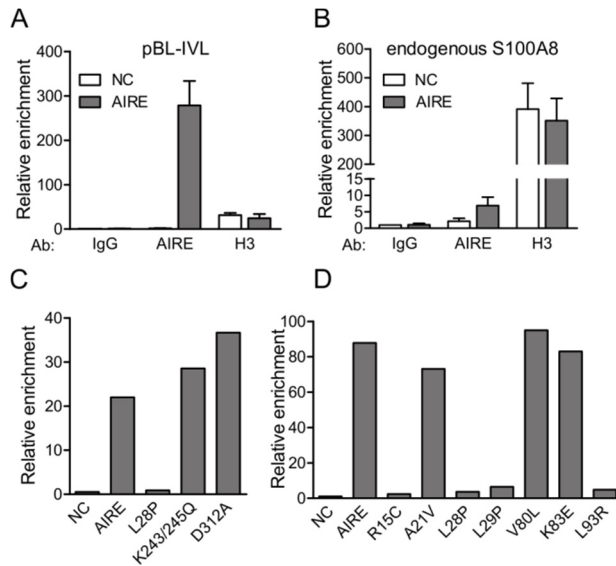 A
pBL-IVL
Relative enrichment
400
300
200
100
0
NC
AIRE
Ab: IgG AIRE H3
B
endogenous S100A8
Relative enrichment
600
500
400
300
200
15
10
5
0
NC
AIRE
Ab: IgG AIRE H3
C
Relative enrichment
40
30
20
10
0
NC AIRE L28P K243/245Q D312A
D
Relative enrichment
100
80
60
40
20
0
NC AIRE R15C A21V L28P L29P V80L K83E L93R